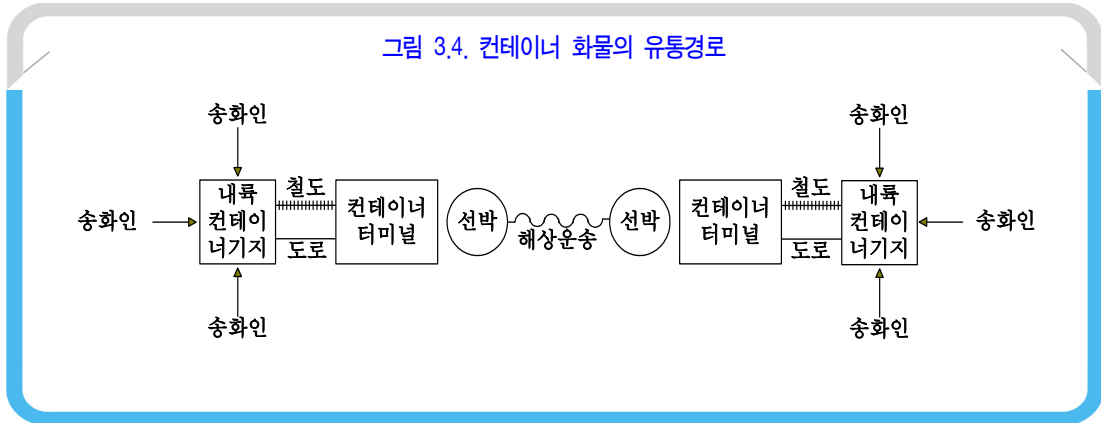 그림 3.4. 컨테이너 화물의 유통경로
송화인
송화인
내륙
컨테이
너기지
철도
도로
컨테이너
터미널
송화인
송화인
선박
해상운송
선박
컨테이너
터미널
철도
도로
송화인
내륙
컨테이
너기지
송화인
송화인